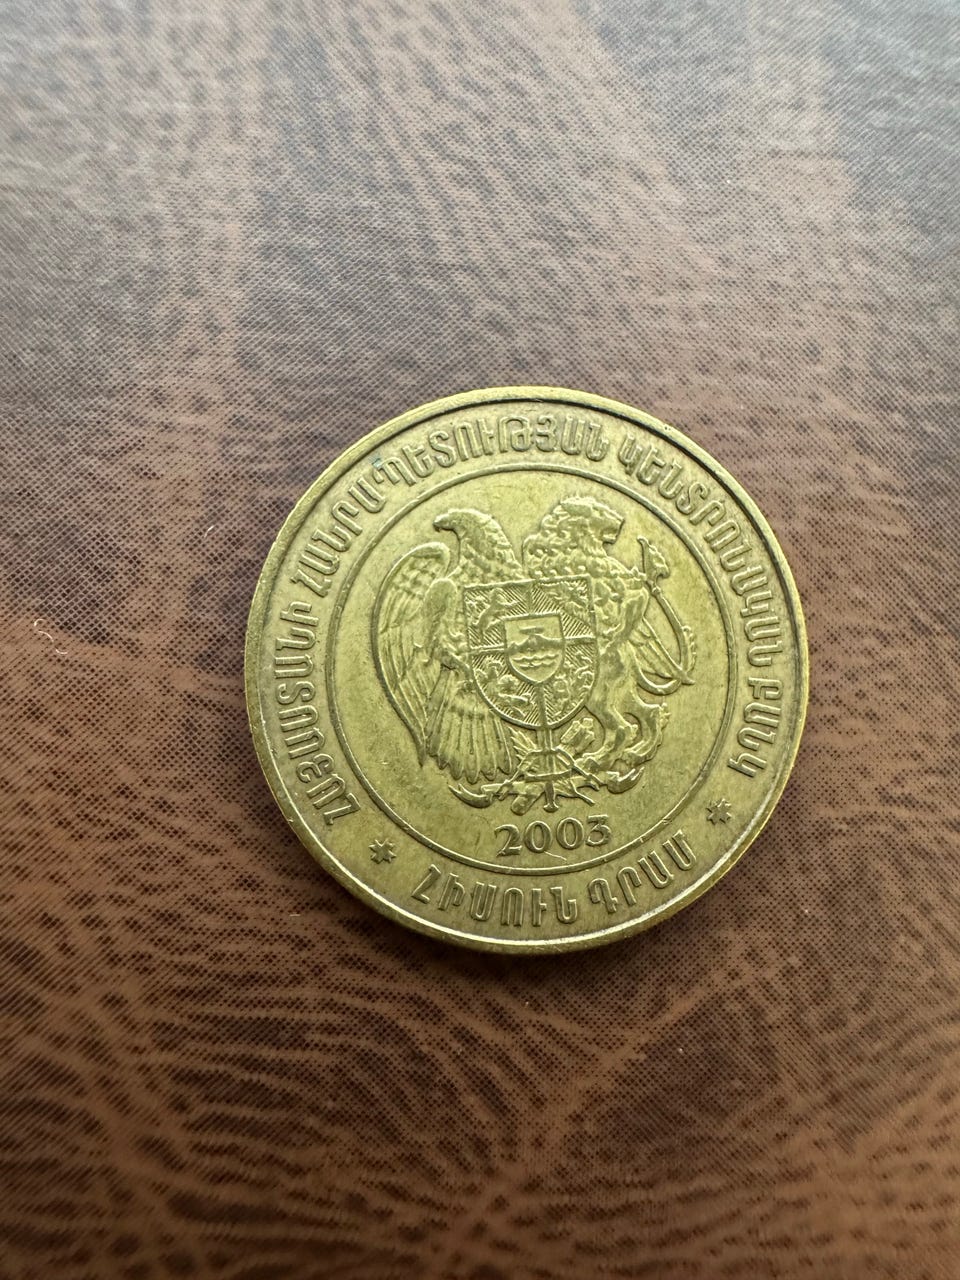 ՀԱՅԱՍՏԱՆԻ ՀԱՆՐԱՊԵՏՈՒԹՅԱՆ ԿԵՆՏՐՈՆԱԿԱՆ ԲԱՆԿ
2003
ՀԻՍՈՒՆ ԴՐԱՄ